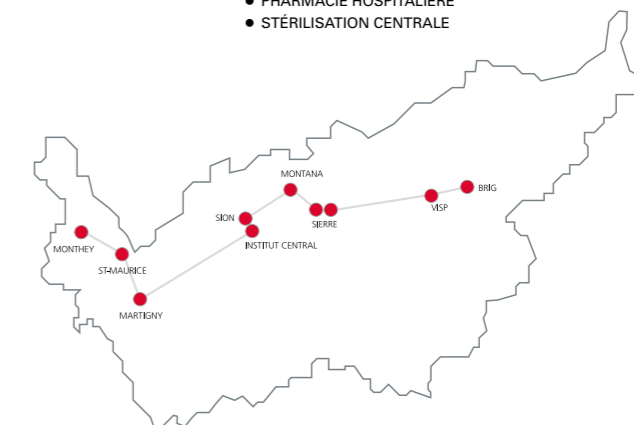 ● PHARMACIE HOSPITALIÈRE
● STÉRILISATION CENTRALE
MONTANA
BRIG
VISP
SION
SIERRE
INSTITUT CENTRAL
MONTHEY
ST-MAURICE
MARTIGNY